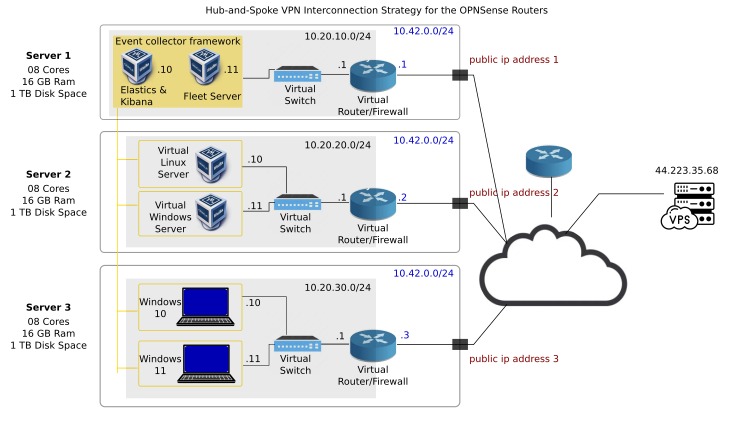 Hub-and-Spoke VPN Interconnection Strategy for the OPNSense Routers
Server 1
08 Cores
16 GB Ram
1 TB Disk Space
Event collector framework
10.20.10.0/24
10.42.0.0/24
.10
.11
.1
.1
Elastics &
Kibana
Fleet Server
Virtual
Switch
Virtual
Router/Firewall
public ip address 1
Server 2
08 Cores
16 GB Ram
1 TB Disk Space
10.20.20.0/24
10.42.0.0/24
Virtual
Linux
Server
.10
Virtual
Windows
Server
.11
.1
.2
Virtual
Switch
Virtual
Router/Firewall
public ip address 2
44.223.35.68
VPS
Server 3
08 Cores
16 GB Ram
1 TB Disk Space
10.20.30.0/24
10.42.0.0/24
Windows
10
.10
Windows
11
.11
.1
.3
Virtual
Switch
Virtual
Router/Firewall
public ip address 3